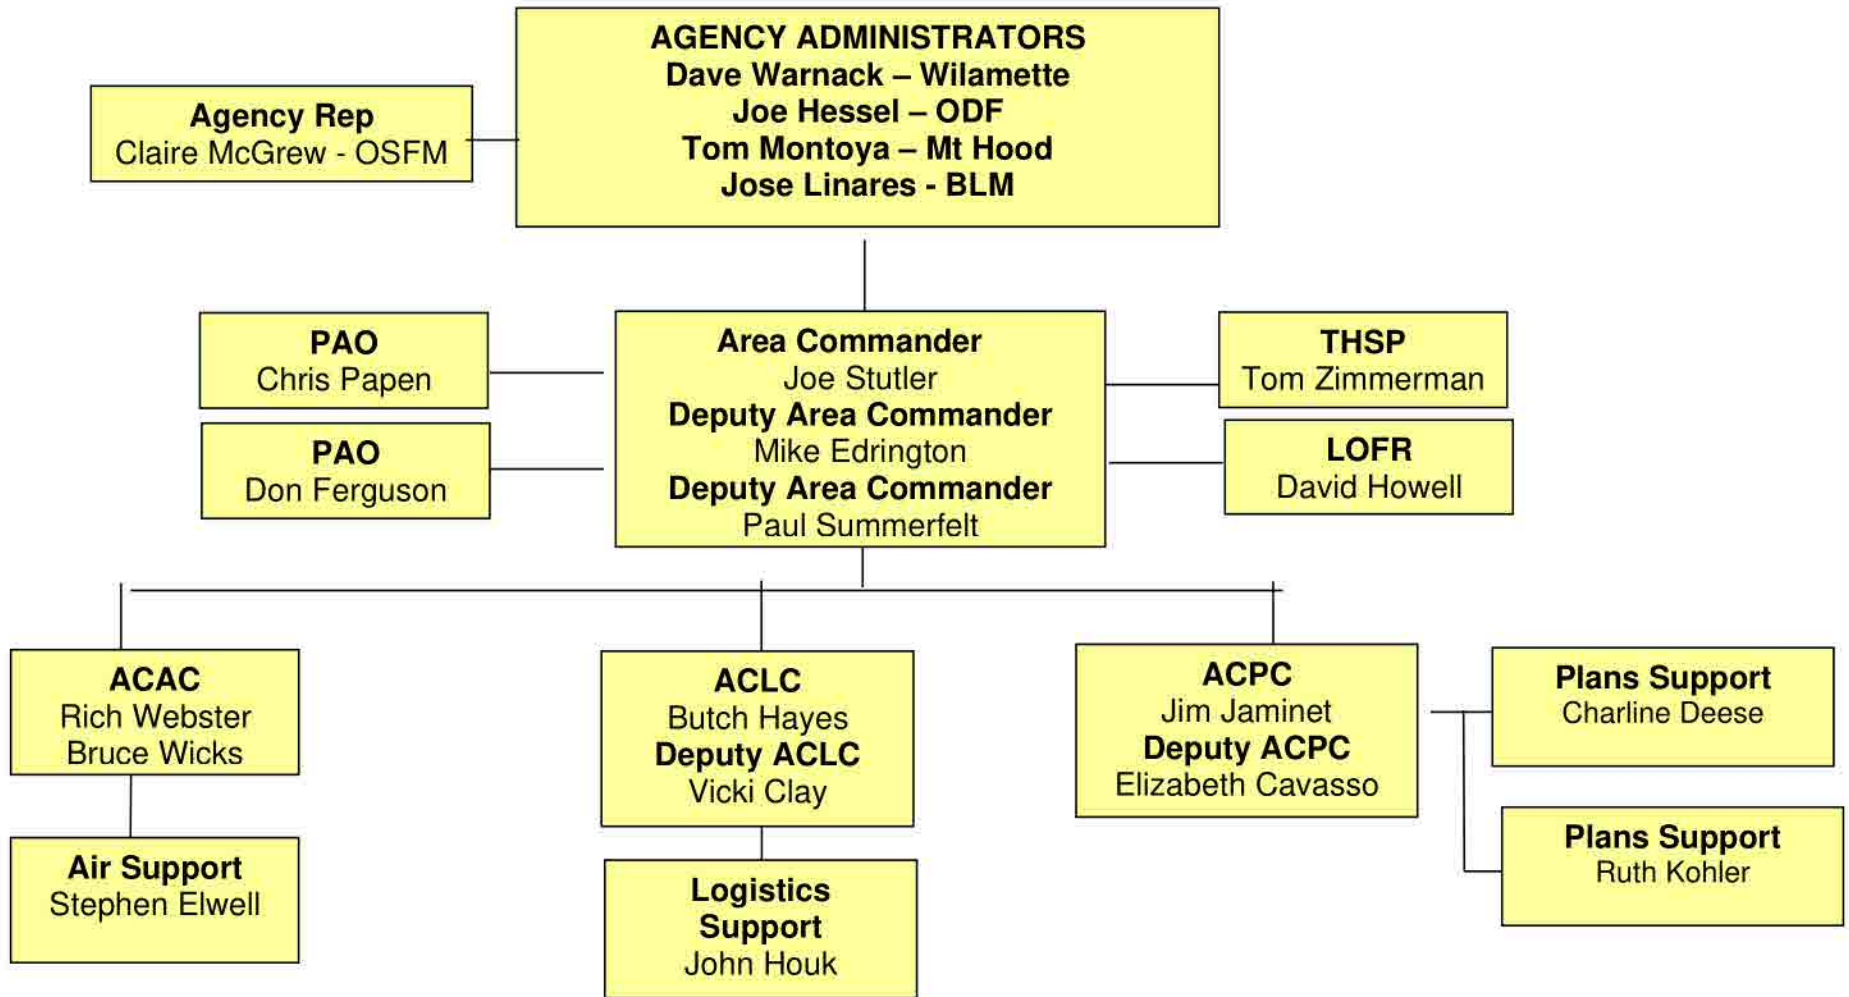 AGENCY ADMINISTRATORS
Dave Warnack – Wilamette
Joe Hessel – ODF
Tom Montoya – Mt Hood
Jose Linares - BLM
Agency Rep
Claire McGrew - OSFM
PAO
Chris Papen
PAO
Don Ferguson
Area Commander
Joe Stutler
Deputy Area Commander
Mike Edrington
Deputy Area Commander
Paul Summerfelt
THSP
Tom Zimmerman
LOFR
David Howell
ACAC
Rich Webster
Bruce Wicks
Air Support
Stephen Elwell
ACLC
Butch Hayes
Deputy ACLC
Vicki Clay
Logistics
Support
John Houk
ACPC
Jim Jaminet
Deputy ACPC
Elizabeth Cavasso
Plans Support
Charline Deese
Plans Support
Ruth Kohler